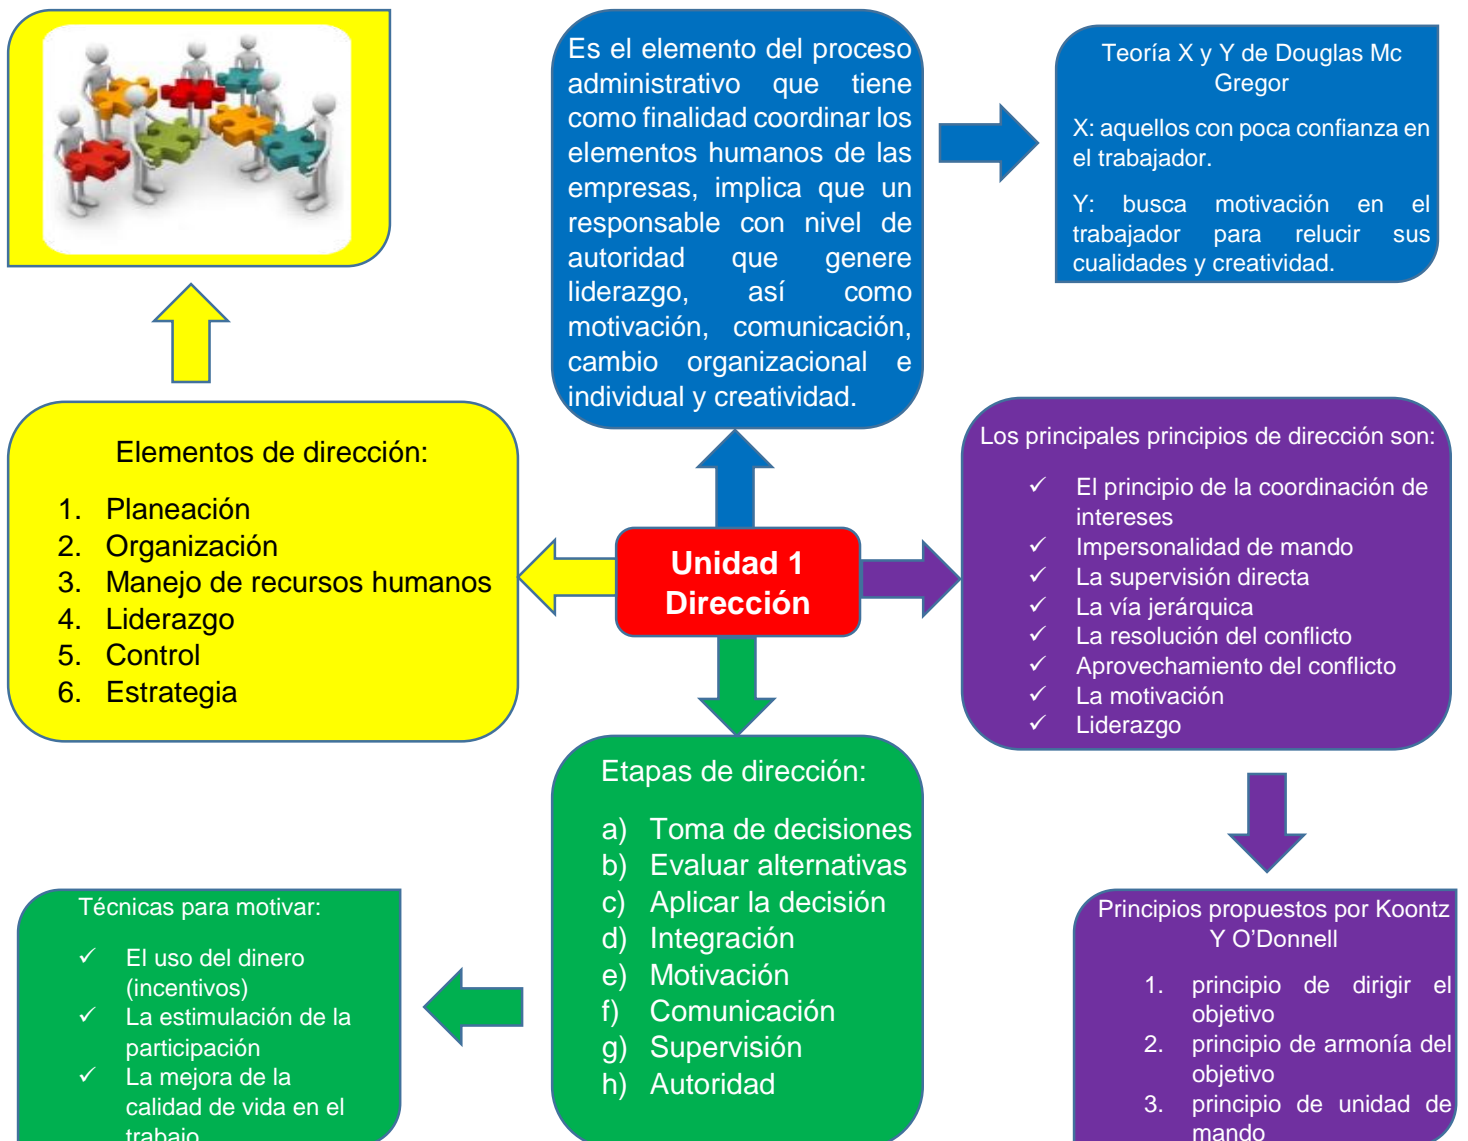 Es el elemento del proceso
administrativo que tiene
como finalidad coordinar los
elementos humanos de las
empresas, implica que un
responsable con nivel de
autoridad que genere
liderazgo, así como
motivación, comunicación,
cambio organizacional e
individual y creatividad.
Teoría X y Y de Douglas Mc
Gregor
X: aquellos con poca confianza en
el trabajador.
Y: busca motivación en el
trabajador para relucir sus
cualidades y creatividad.
Elementos de dirección:
1. Planeación
2. Organización
3. Manejo de recursos humanos
4. Liderazgo
5. Control
6. Estrategia
Unidad 1
Dirección
Los principales principios de dirección son:
✓ El principio de la coordinación de
intereses
✓ Impersonalidad de mando
✓ La supervisión directa
✓ La vía jerárquica
✓ La resolución del conflicto
✓ Aprovechamiento del conflicto
✓ La motivación
✓ Liderazgo
Etapas de dirección:
a) Toma de decisiones
b) Evaluar alternativas
c) Aplicar la decisión
d) Integración
e) Motivación
f) Comunicación
g) Supervisión
h) Autoridad
Técnicas para motivar:
✓ El uso del dinero
(incentivos)
✓ La estimulación de la
participación
✓ La mejora de la
calidad de vida en el
trabajo
Principios propuestos por Koontz
Y O’Donnell
1. principio de dirigir el
objetivo
2. principio de armonía del
objetivo
3. principio de unidad de
mando